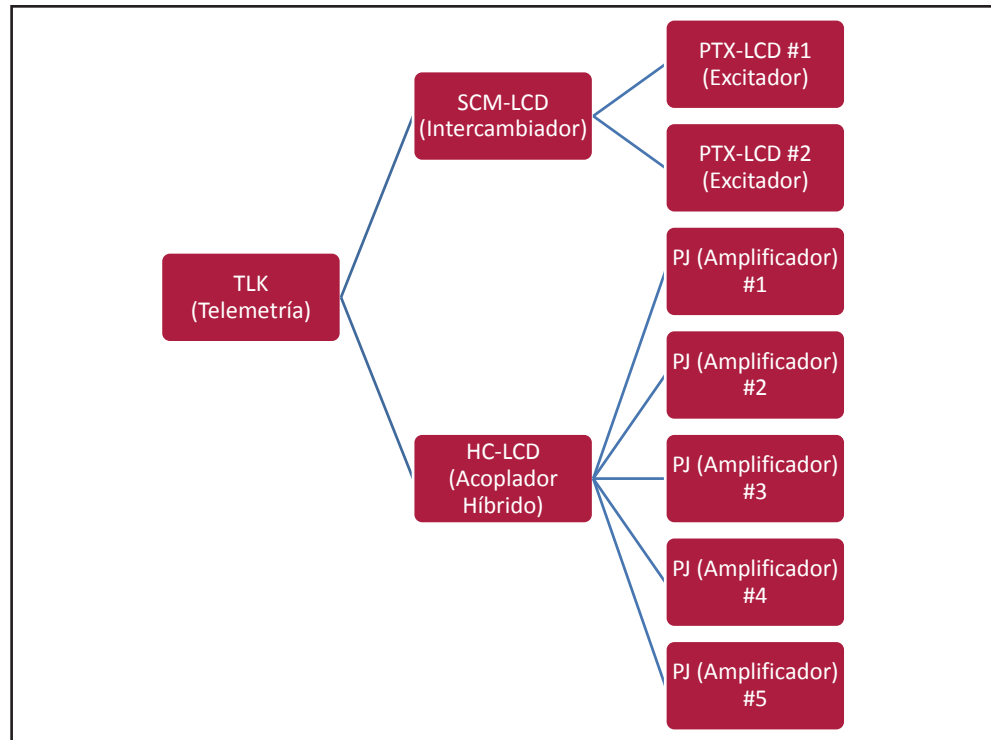 TLK
(Telemetría)
SCM-LCD
(Intercambiador)
HC-LCD
(Acoplador
Híbrido)
PTX-LCD #1
(Excitador)
PTX-LCD #2
(Excitador)
PJ (Amplificador)
#1
PJ (Amplificador)
#2
PJ (Amplificador)
#3
PJ (Amplificador)
#4
PJ (Amplificador)
#5